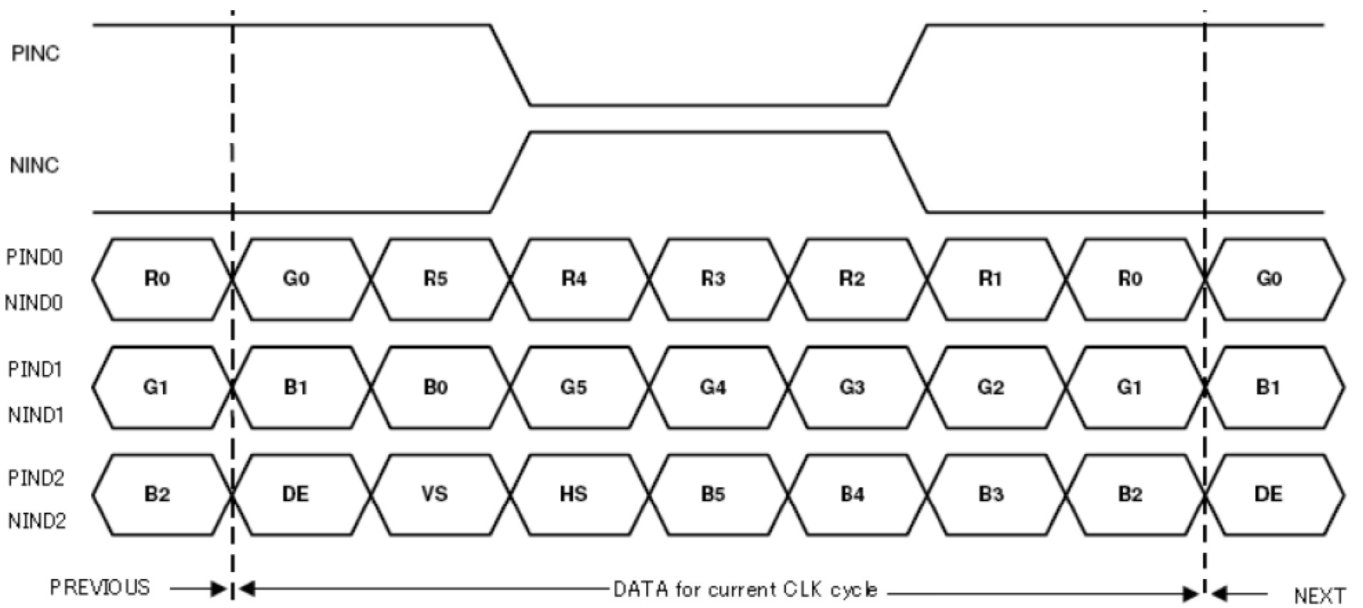 PINC
NINC
PIND0
NIND0
R0 G0 R5 R4 R3 R2 R1 R0 G0
PIND1
NIND1
G1 B1 B0 G5 G4 G3 G2 G1 B1
PIND2
NIND2
B2 DE VS HS B5 B4 B3 B2 DE
PREVIOUS DATA for current CLK cycle NEXT